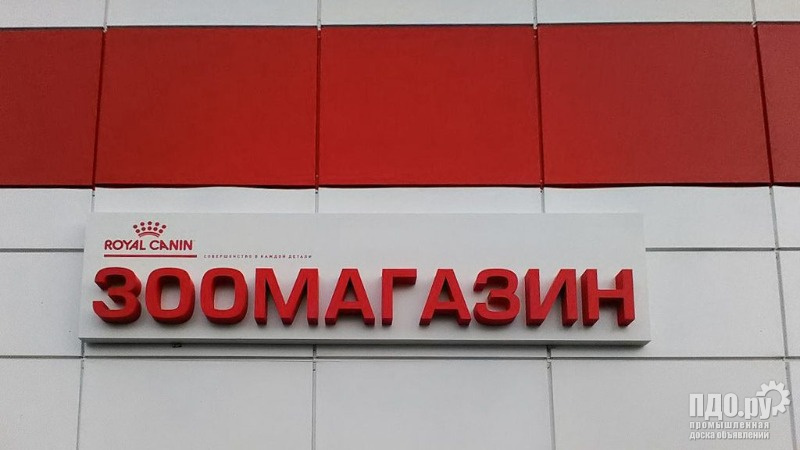 ROYAL CANIN
СОВЕРШЕНСТВО В КАЖДОЙ ДЕТАЛИ
ЗООМАГАЗИН
ПДО.ру
промышленная
доска объявлений